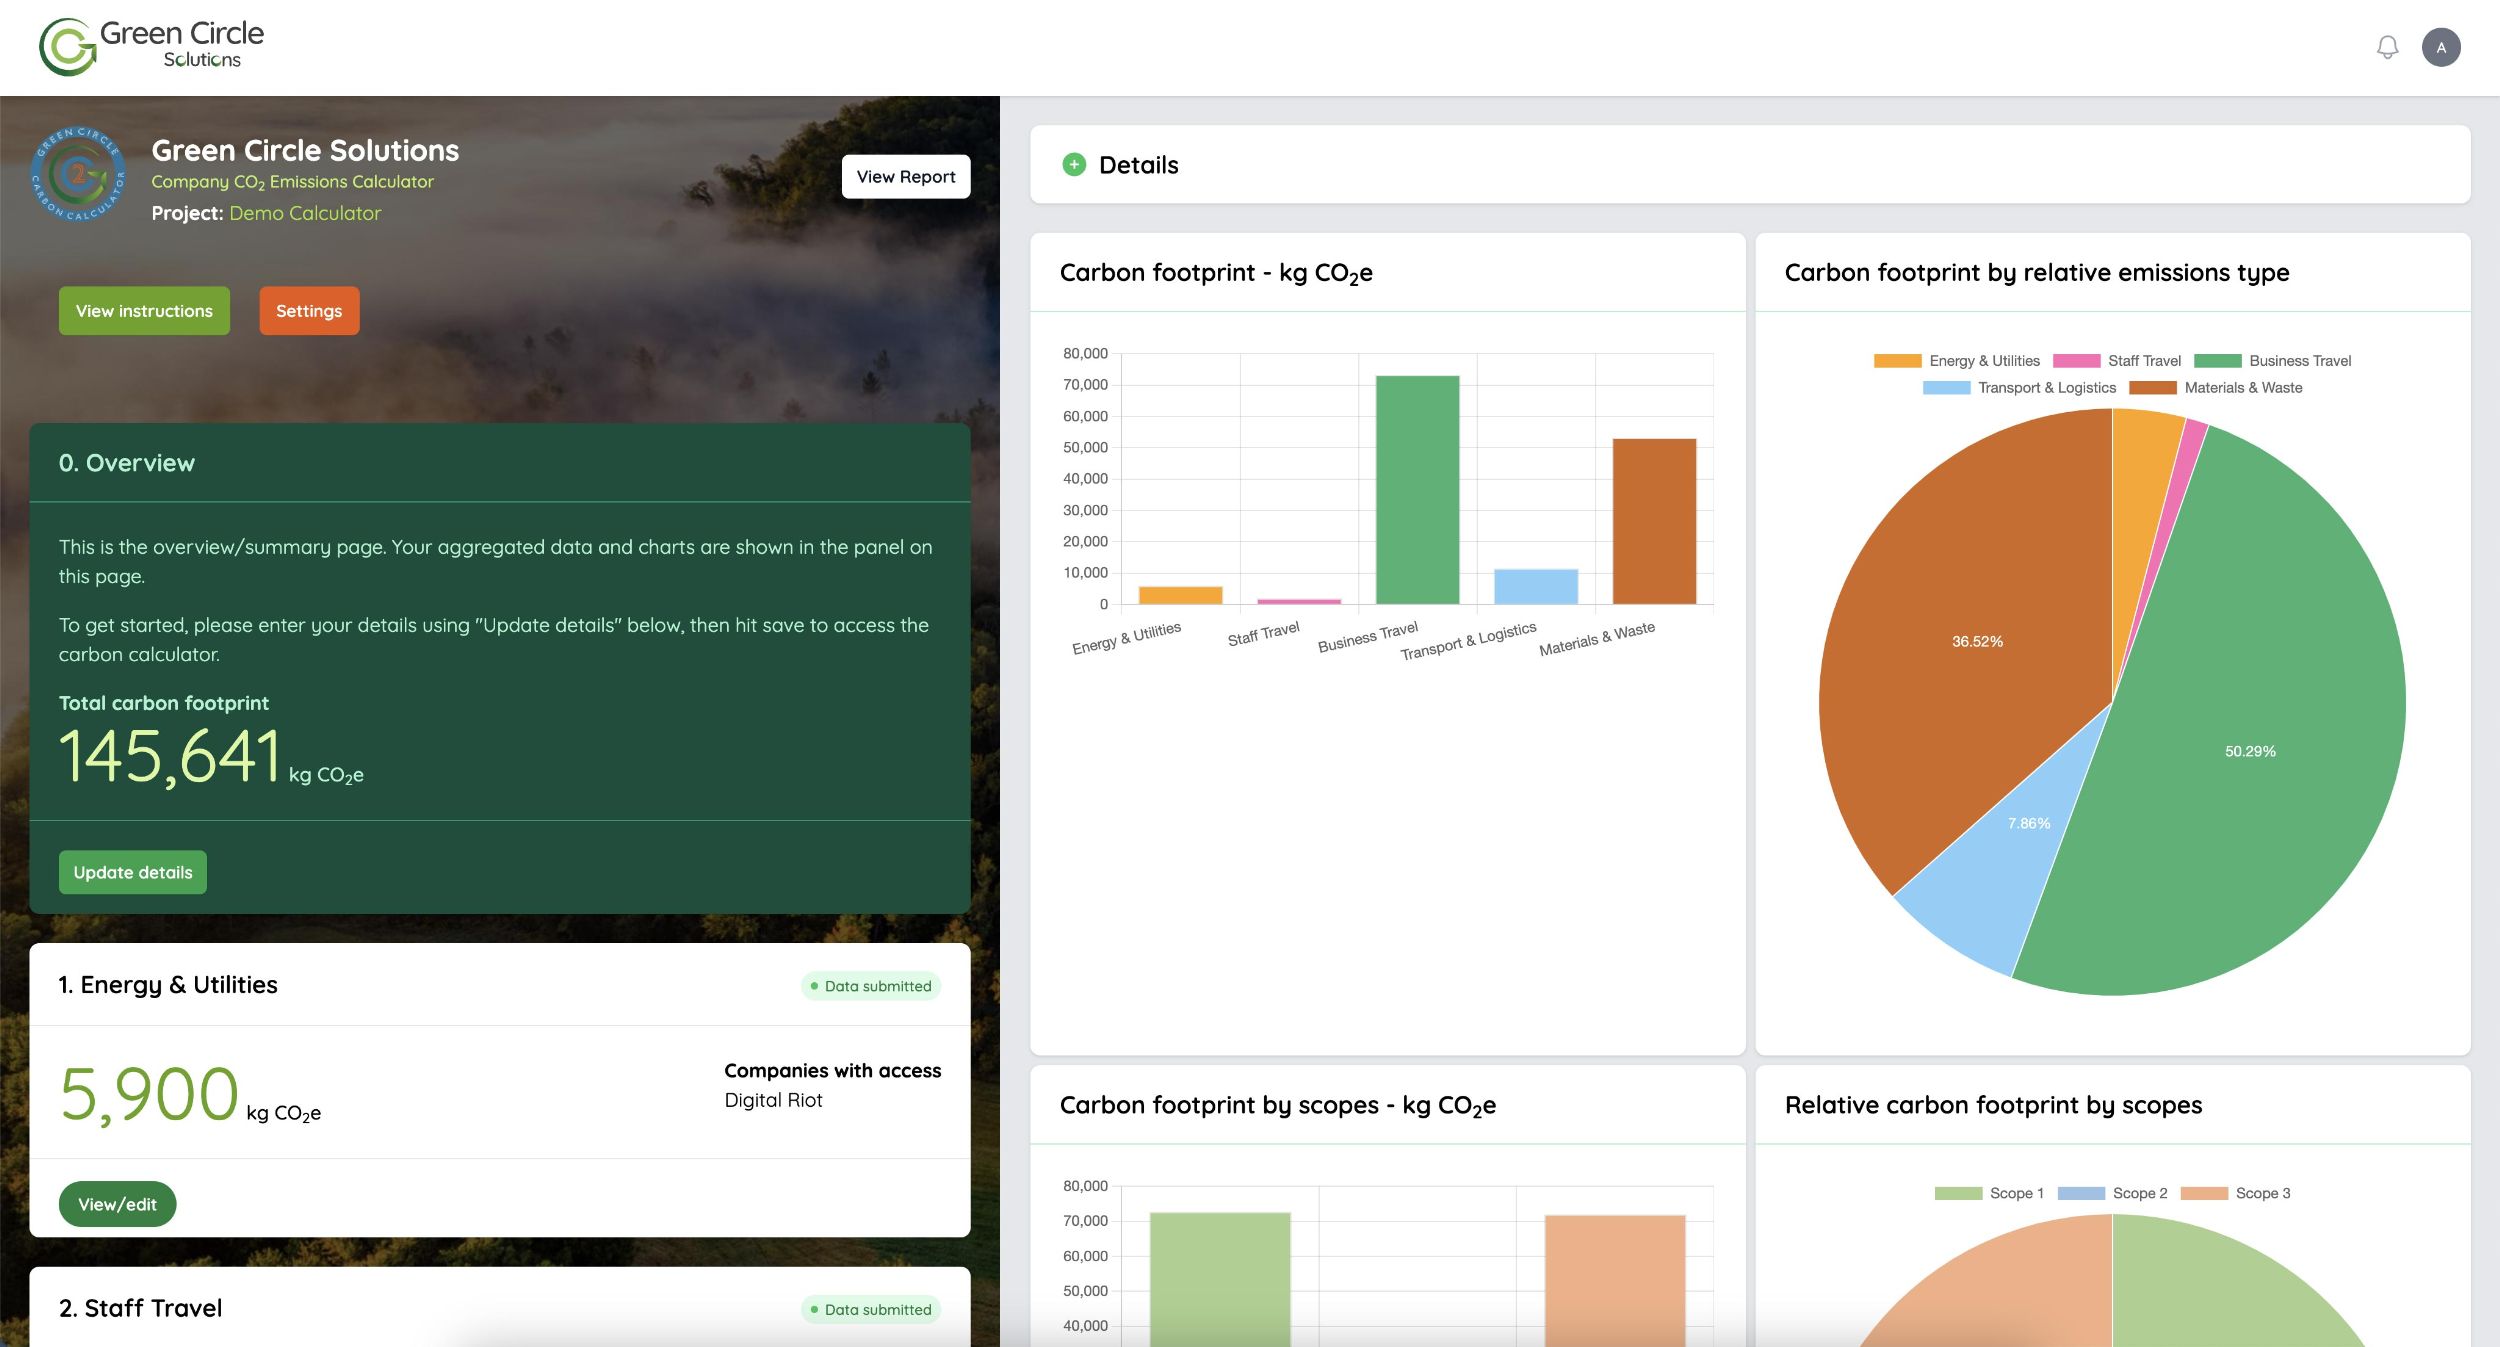 Green Circle
Solutions
A
GREEN CIRCLE
2
CARBON CALCULATOR
Green Circle Solutions
Company CO₂ Emissions Calculator
Project: Demo Calculator
View Report
View instructions
Settings
0. Overview
This is the overview/summary page. Your aggregated data and charts are shown in the panel on
this page.
To get started, please enter your details using "Update details" below, then hit save to access the
carbon calculator.
Total carbon footprint
145,641 kg CO₂e
Update details
1. Energy & Utilities
Data submitted
5,900 kg CO₂e
Companies with access
Digital Riot
View/edit
2. Staff Travel
Data submitted
Details
Carbon footprint - kg CO₂e
80,000
70,000
60,000
50,000
40,000
30,000
20,000
10,000
0
Energy & Utilities
Staff Travel
Business Travel
Transport & Logistics
Materials & Waste
Carbon footprint by relative emissions type
Energy & Utilities Staff Travel Business Travel
Transport & Logistics Materials & Waste
36.52%
50.29%
7.86%
Carbon footprint by scopes - kg CO₂e
80,000
70,000
60,000
50,000
40,000
Relative carbon footprint by scopes
Scope 1 Scope 2 Scope 3